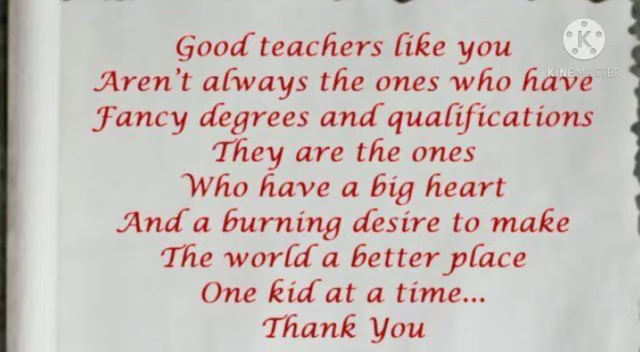 Good teachers like you
KINEMASTER
Aren't always the ones who have
Fancy degrees and qualifications
They are the ones
Who have a big heart
And a burning desire to make
The world a better place
One kid at a time...
Thank You